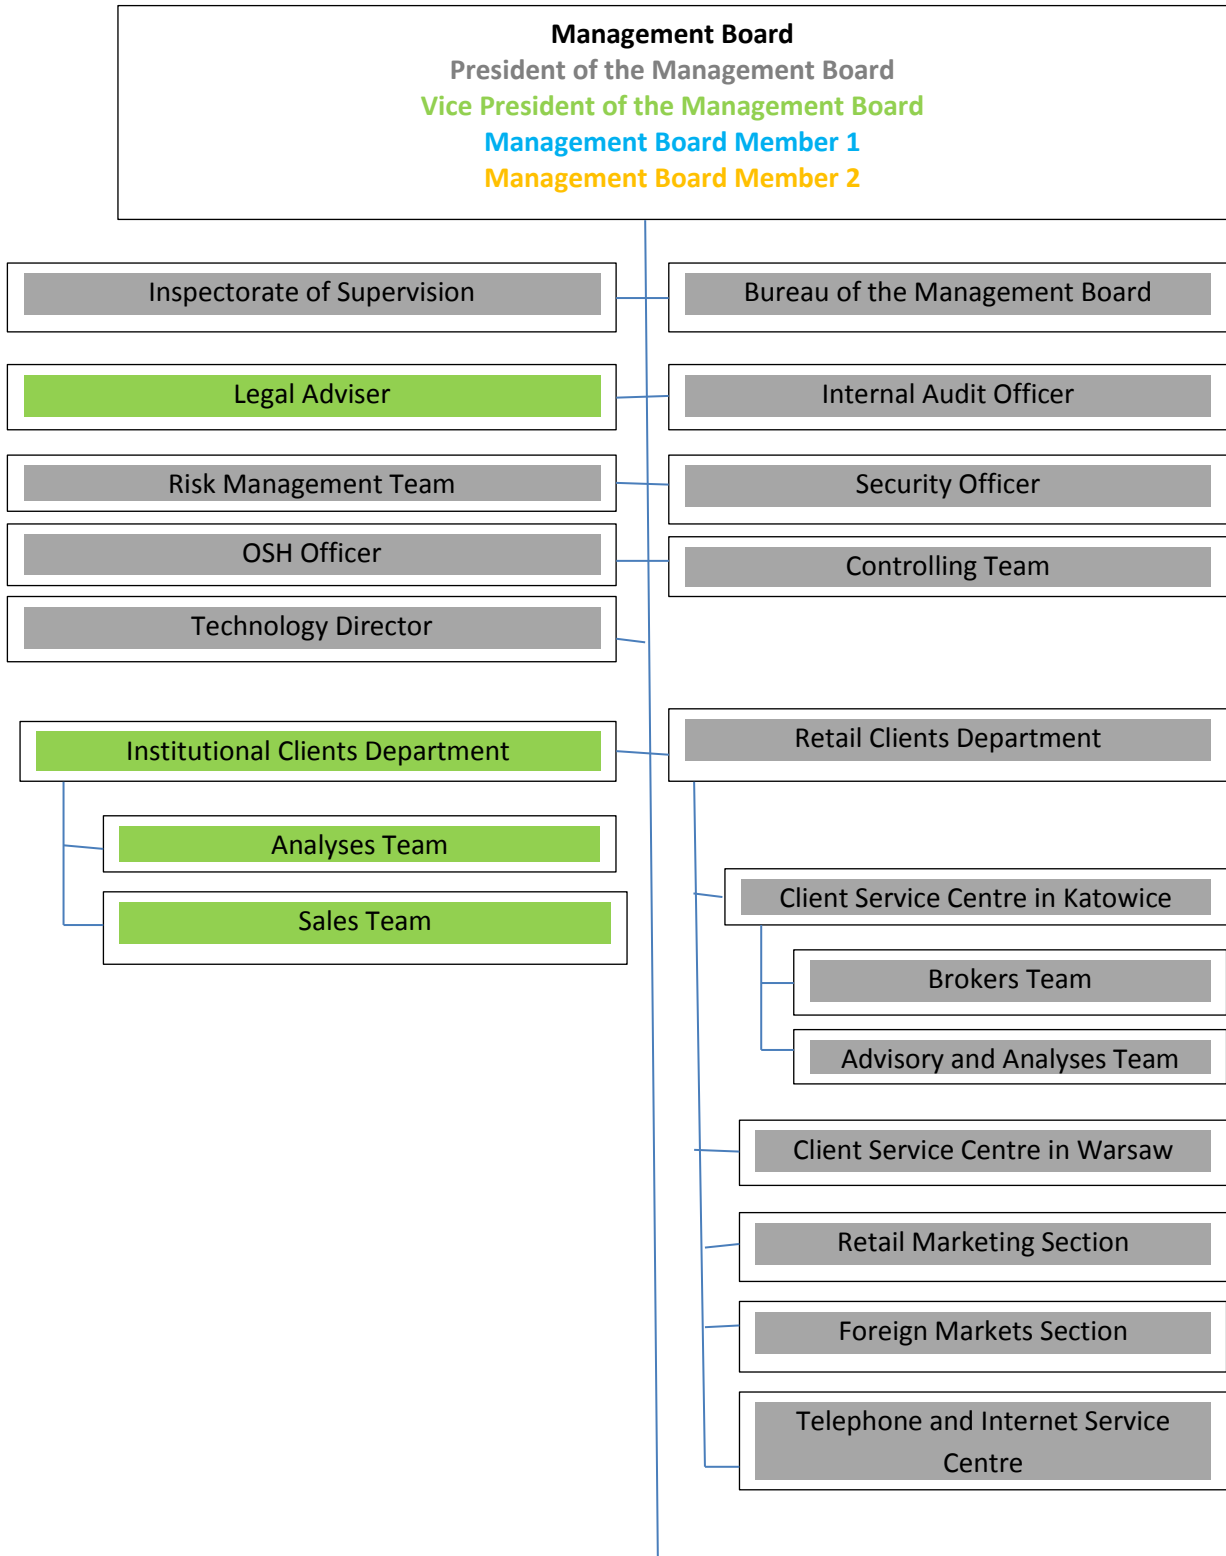 Management Board
President of the Management Board
Vice President of the Management Board
Management Board Member 1
Management Board Member 2
Inspectorate of Supervision
Bureau of the Management Board
Legal Adviser
Internal Audit Officer
Risk Management Team
Security Officer
OSH Officer
Controlling Team
Technology Director
Institutional Clients Department
Retail Clients Department
Analyses Team
Sales Team
Client Service Centre in Katowice
Brokers Team
Advisory and Analyses Team
Client Service Centre in Warsaw
Retail Marketing Section
Foreign Markets Section
Telephone and Internet Service
Centre